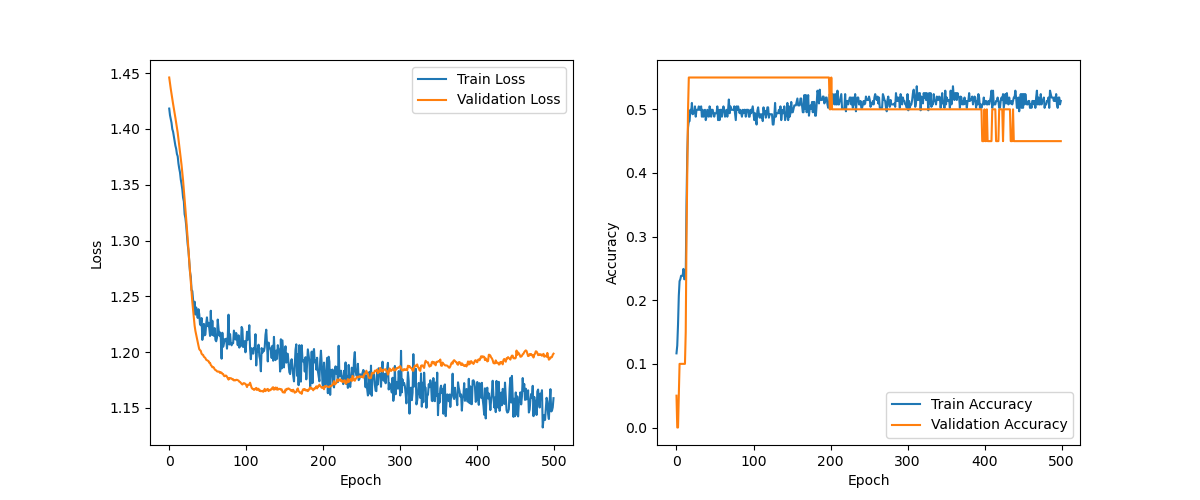 1.45
1.40
1.35
1.30
1.25
1.20
1.15
Loss
0 100 200 300 400 500
Epoch
Train Loss
Validation Loss
0.5
0.4
0.3
0.2
0.1
0.0
Accuracy
0 100 200 300 400 500
Epoch
Train Accuracy
Validation Accuracy